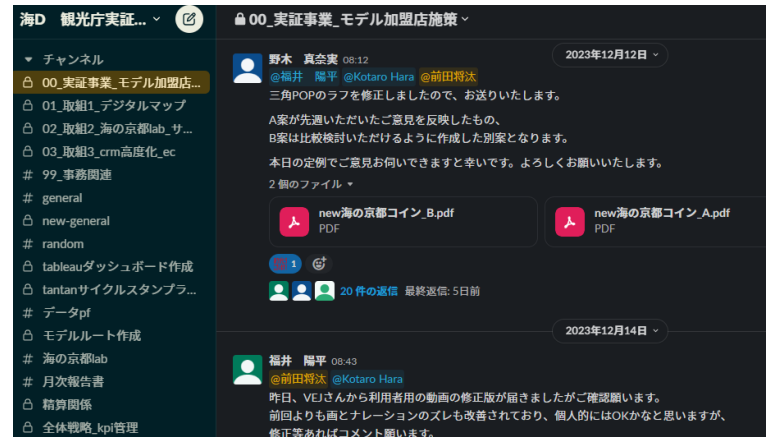 海D 観光庁実証...
チャンネル
00_実証事業_モデル加盟店...
01_取組1_デジタルマップ
02_取組2_海の京都lab_サ...
03_取組3_crm高度化_ec
# 99_事務関連
# general
new-general
# random
tableauダッシュボード作成
tantanサイクルスタンプラ...
# データpf
モデルルート作成
# 海の京都lab
# 月次報告書
精算関係
全体戦略_kpi管理
00_実証事業_モデル加盟店施策
2023年12月12日
野木 真奈実 08:12
@福井 陽平 @Kotaro Hara @前田将汰
三角POPのラフを修正しましたので、お送りいたします。
A案が先週いただいたご意見を反映したもの、
B案は比較検討いただけるように作成した別案となります。
本日の定例でご意見お伺いできますと幸いです。よろしくお願いいたします。
2 個のファイル
new海の京都コイン_B.pdf
PDF
new海の京都コイン_A.pdf
PDF
1
20 件の返信 最終返信: 5日前
2023年12月14日
福井 陽平 08:43
@前田将汰 @Kotaro Hara
昨日、VEJさんから利用者用の動画の修正版が届きましたがご確認願います。
前回よりも画とナレーションのズレも改善されており、個人的にはOKかなと思いますが、
修正等あればコメント願います。